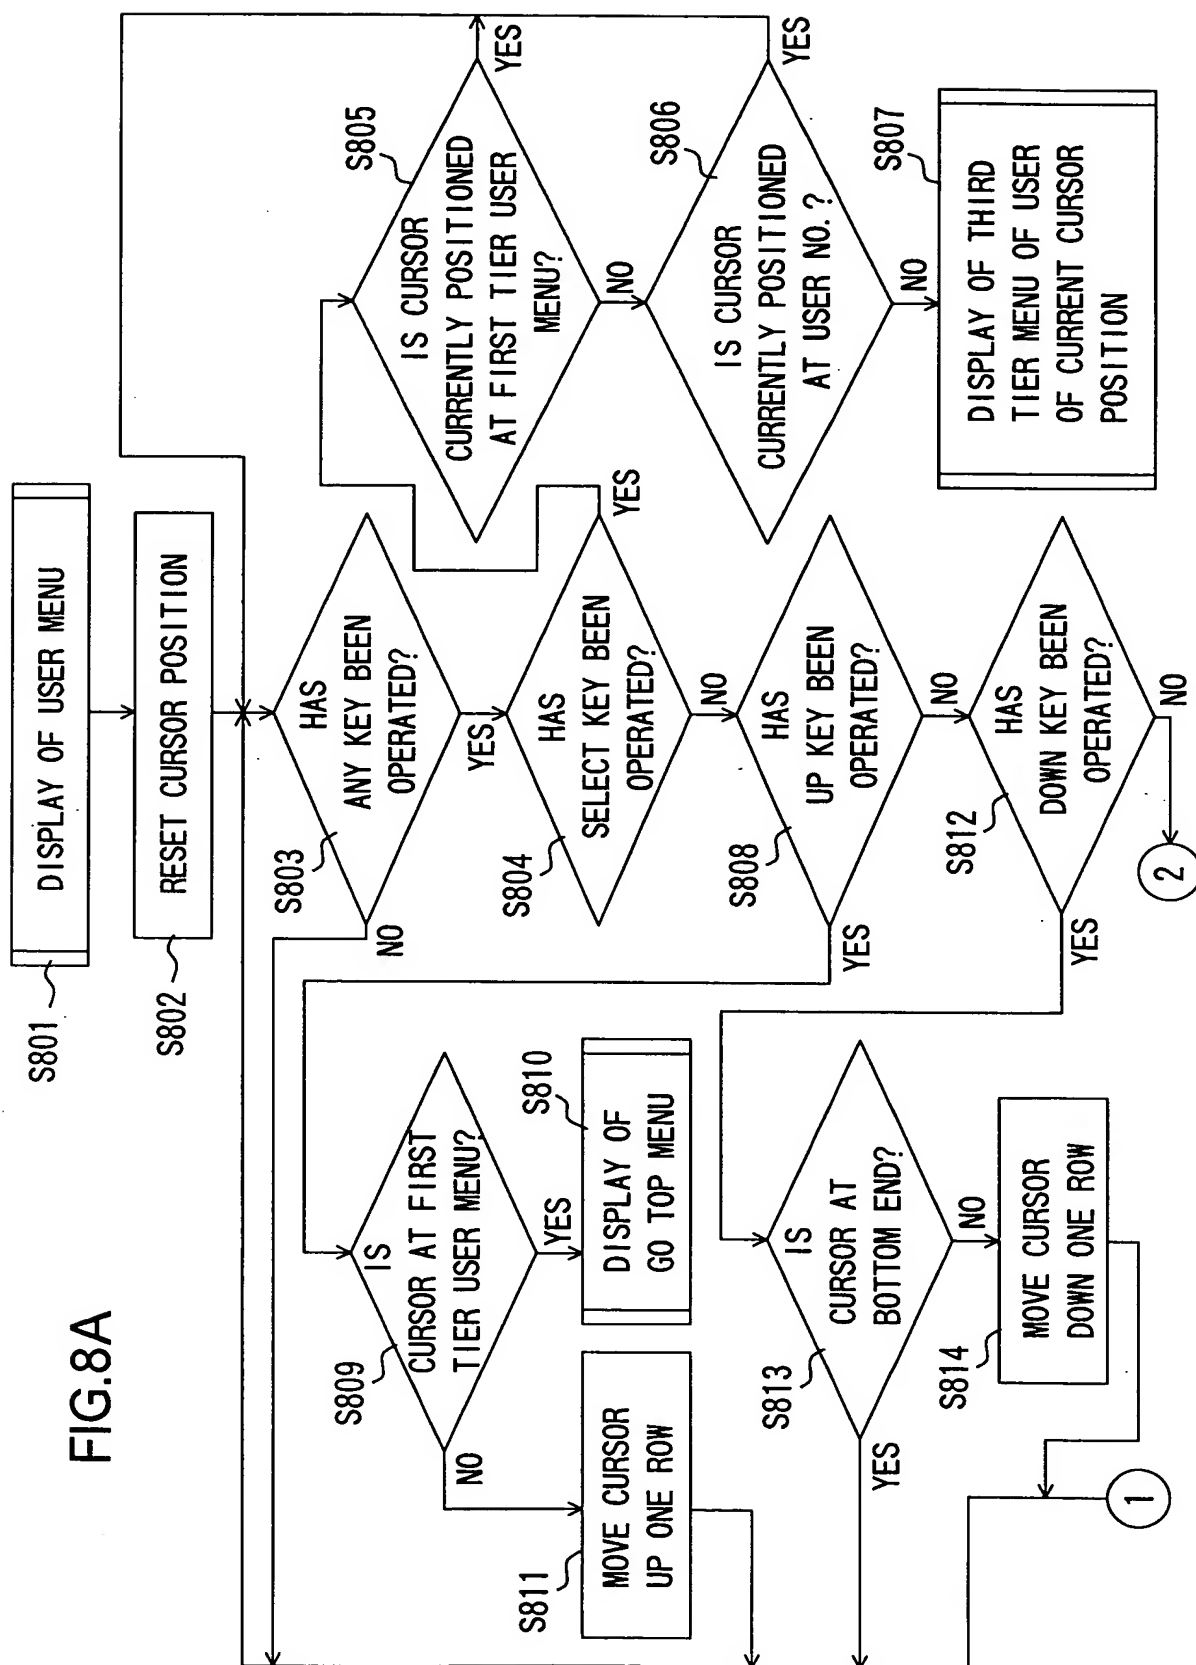 FIG.8A
S801
DISPLAY OF USER MENU
S802
RESET CURSOR POSITION
S803
HAS
ANY KEY BEEN
OPERATED?
NO
YES
S804
HAS
SELECT KEY BEEN
OPERATED?
YES
NO
S805
IS CURSOR
CURRENTLY POSITIONED
AT FIRST TIER USER
MENU?
YES
NO
S806
IS CURSOR
CURRENTLY POSITIONED
AT USER NO.?
YES
NO
S807
DISPLAY OF THIRD
TIER MENU OF USER
OF CURRENT CURSOR
POSITION
S808
HAS
UP KEY BEEN
OPERATED?
YES
NO
S809
IS
CURSOR AT FIRST
TIER USER MENU?
NO
YES
S810
DISPLAY OF
GO TOP MENU
S811
MOVE CURSOR
UP ONE ROW
S812
HAS
DOWN KEY BEEN
OPERATED?
YES
NO
2
S813
IS
CURSOR AT
BOTTOM END?
YES
NO
S814
MOVE CURSOR
DOWN ONE ROW
1